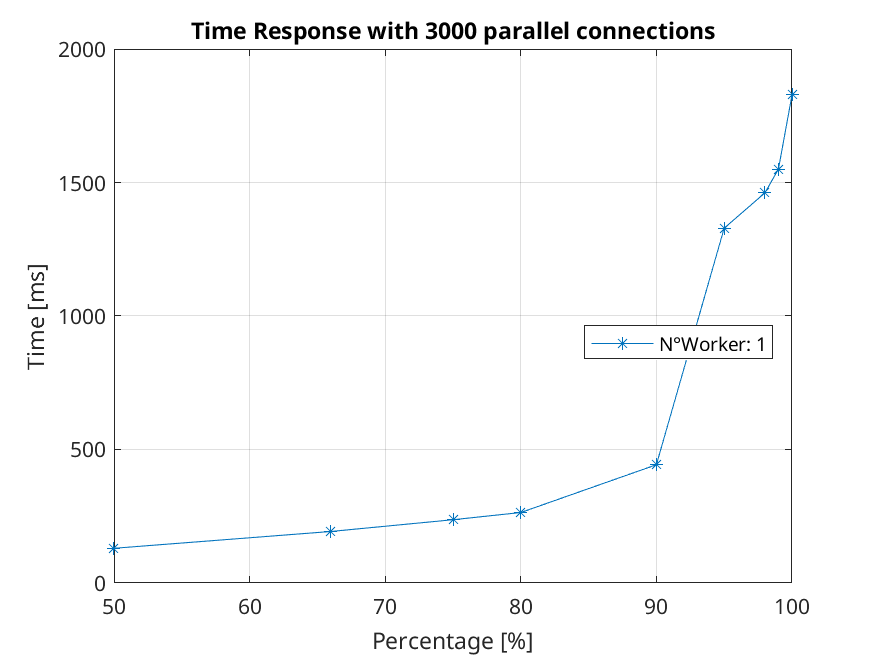 Time Response with 3000 parallel connections
2000
1500
1000
500
0
Time [ms]
N°Worker: 1
50 60 70 80 90 100
Percentage [%]